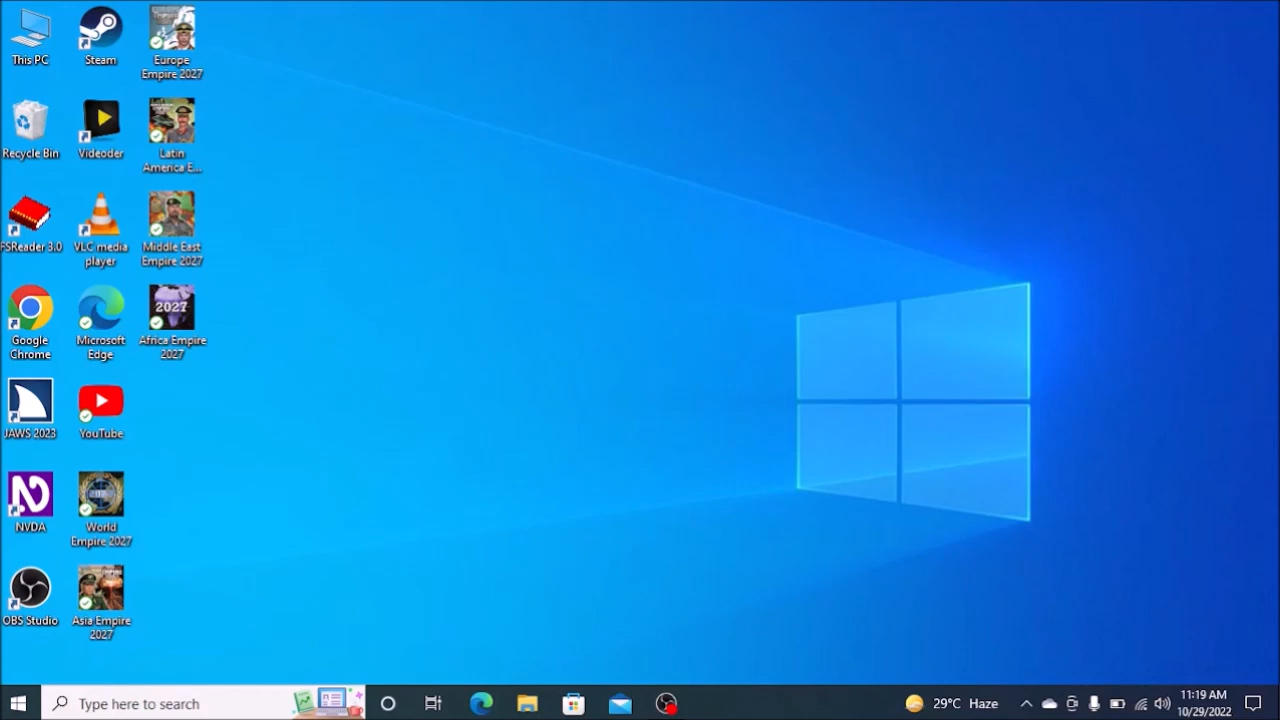 This PC
Recycle Bin
FSReader 3.0
Google
Chrome
JAWS 2023
NVDA
OBS Studio
Steam
Videoder
VLC media
player
Microsoft
Edge
YouTube
World
Empire 2027
Asia Empire
2027
Europe
Empire 2027
Latin
America E...
Middle East
Empire 2027
2027
Africa Empire
2027
Type here to search
29°C Haze
11:19 AM
10/29/2022